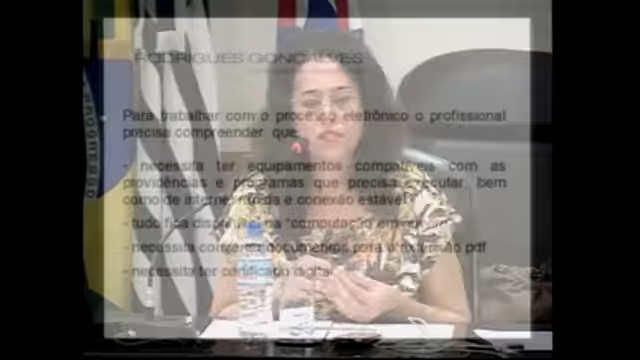 RODRIGUES GONÇALVES
Para trabalhar com o processo eletrônico o profissional
precisa compreender que
- necessita ter equipamentos compatíveis com as
providências e programas que precisa executar, bem
como de internet rápida e conexão estável
- tudo fica disponível na "computação em nuvem"
- necessita converter documentos para a extensão pdf
- necessita ter certificado digital
PROGRESSO